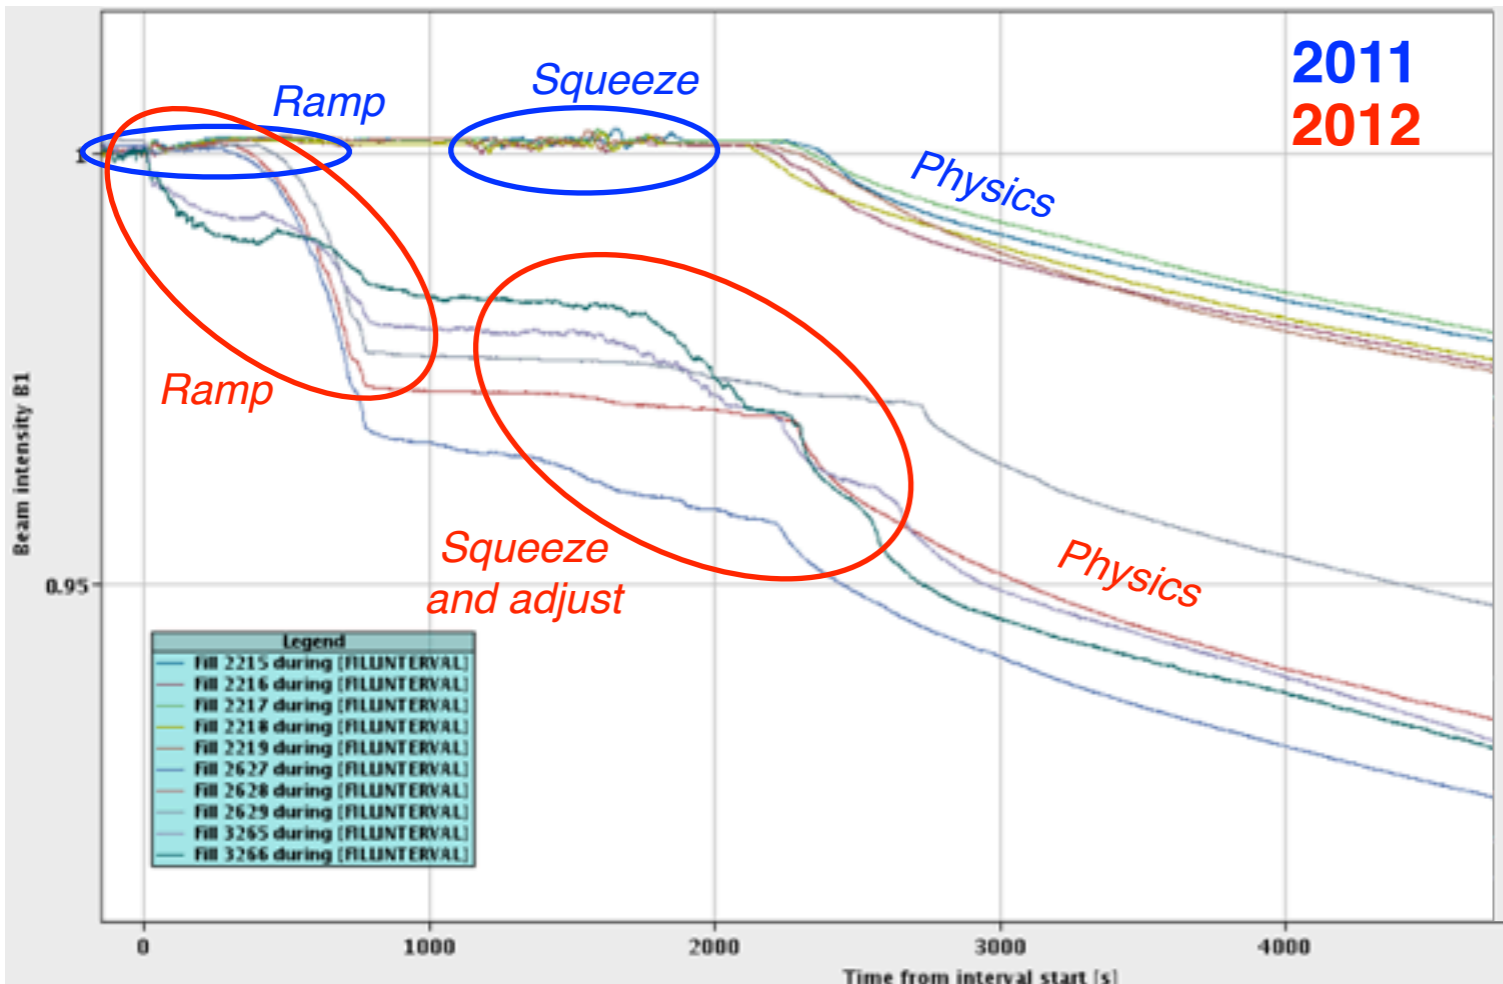 2011
2012
Ramp
Squeeze
Physics
1
Ramp
Squeeze
and adjust
Physics
Beam intensity B1
0.95
Legend
Fill 2215 during [FILLINTERVAL]
Fill 2216 during [FILLINTERVAL]
Fill 2217 during [FILLINTERVAL]
Fill 2218 during [FILLINTERVAL]
Fill 2219 during [FILLINTERVAL]
Fill 2627 during [FILLINTERVAL]
Fill 2628 during [FILLINTERVAL]
Fill 2629 during [FILLINTERVAL]
Fill 3265 during [FILLINTERVAL]
Fill 3266 during [FILLINTERVAL]
0 1000 2000 3000 4000
Time from interval start [s]